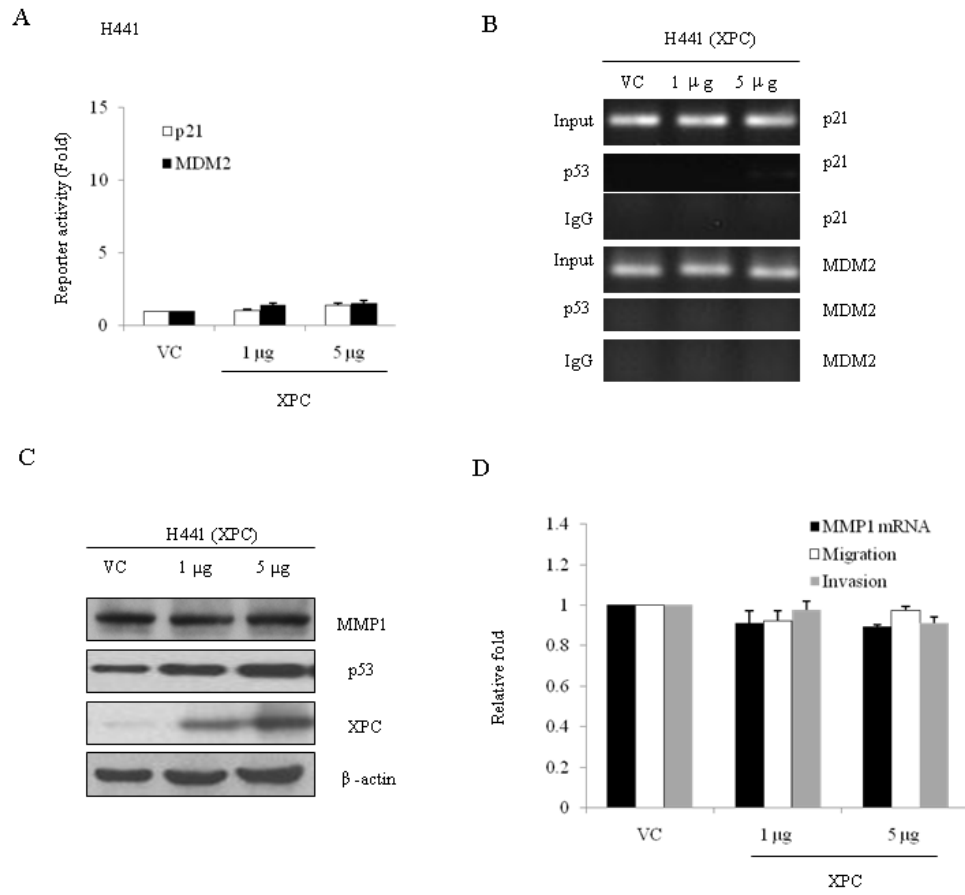 A
H441
15
10
5
0
Reporter activity (Fold)
p21
MDM2
VC
1 μg
5 μg
XPC
B
H441 (XPC)
VC 1 μg 5 μg
Input p21
p53 p21
IgG p21
Input MDM2
p53 MDM2
IgG MDM2
C
H441 (XPC)
VC 1 μg 5 μg
MMP1
p53
XPC
β-actin
D
1.4
1.2
1
0.8
0.6
0.4
0.2
0
Relative fold
MMP1 mRNA
Migration
Invasion
VC
1 μg
5 μg
XPC